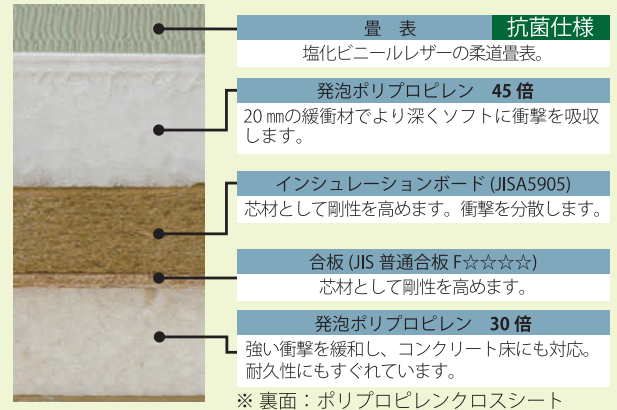 畳　表　抗菌仕様
塩化ビニールレザーの柔道畳表。
発泡ポリプロピレン　45 倍
20 ㎜の緩衝材でより深くソフトに衝撃を吸収
します。
インシュレーションボード (JISA5905)
芯材として剛性を高めます。衝撃を分散します。
合板 (JIS 普通合板 F☆☆☆☆)
芯材として剛性を高めます。
発泡ポリプロピレン　30 倍
強い衝撃を緩和し、コンクリート床にも対応。
耐久性にもすぐれています。
※ 裏面：ポリプロピレンクロスシート